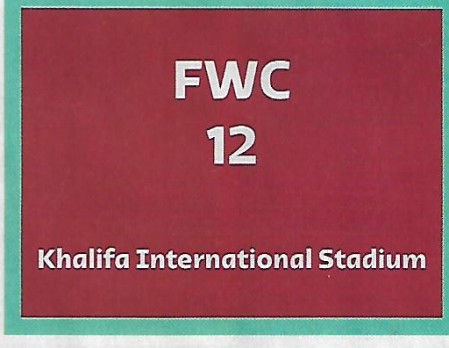 FWC
12
Khalifa International Stadium